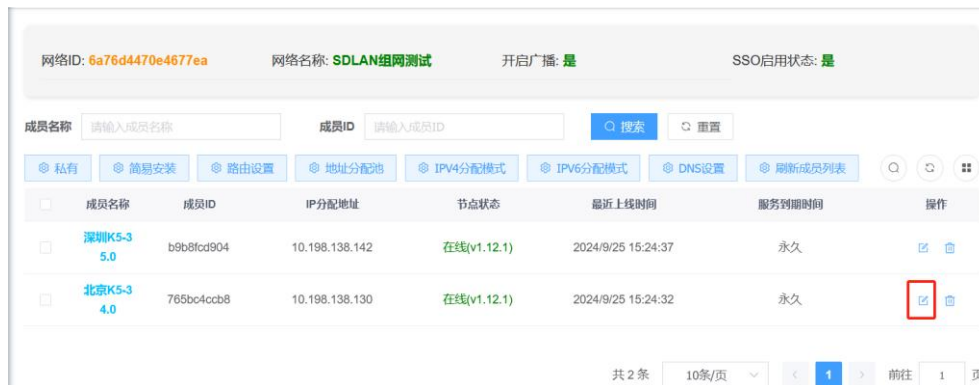 网络ID: 6a76d4470e4677ea 网络名称: SDLAN组网测试 开启广播: 是 SSO启用状态: 是
成员名称 请输入成员名称 成员ID 请输入成员ID 搜索 重置
私有 简易安装 路由设置 地址分配池 IPV4分配模式 IPV6分配模式 DNS设置 刷新成员列表
成员名称 成员ID IP分配地址 节点状态 最近上线时间 服务到期时间 操作
深圳K5-3
5.0 b9b8fcd904 10.198.138.142 在线(v1.12.1) 2024/9/25 15:24:37 永久
北京K5-3
4.0 765bc4ccb8 10.198.138.130 在线(v1.12.1) 2024/9/25 15:24:32 永久
共 2 条 10条/页 1 前往 1